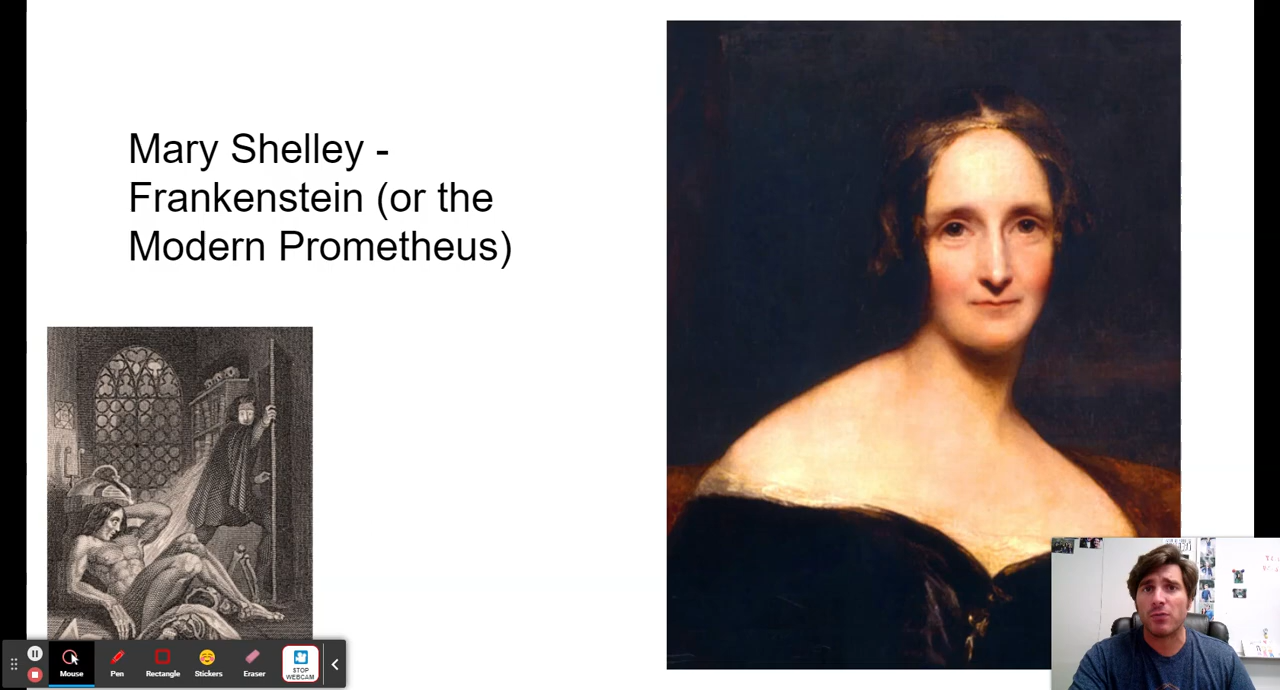 Mary Shelley -
Frankenstein (or the
Modern Prometheus)
Mouse
Pen
Rectangle
Stickers
Eraser
STOP
WEBCAM